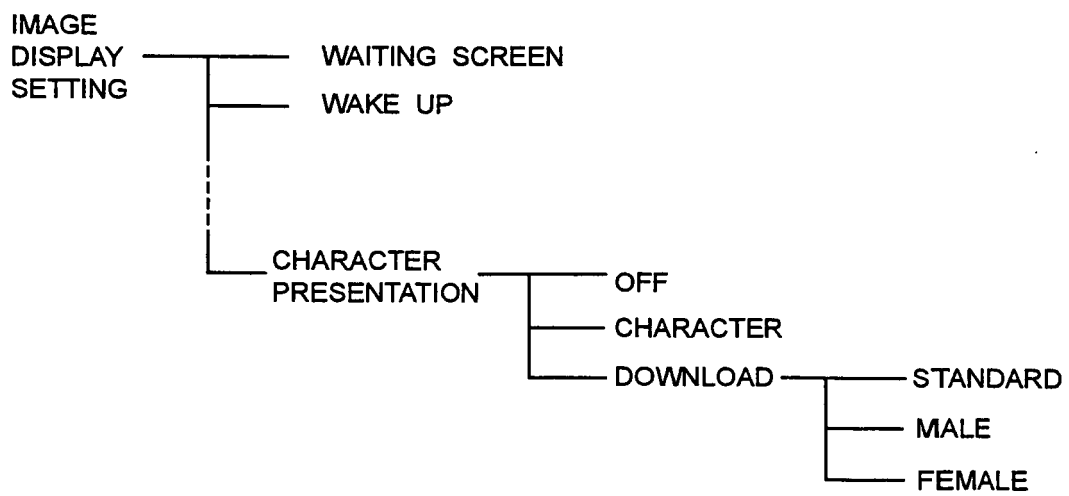 IMAGE
DISPLAY
SETTING
WAITING SCREEN
WAKE UP
CHARACTER
PRESENTATION
OFF
CHARACTER
DOWNLOAD
STANDARD
MALE
FEMALE